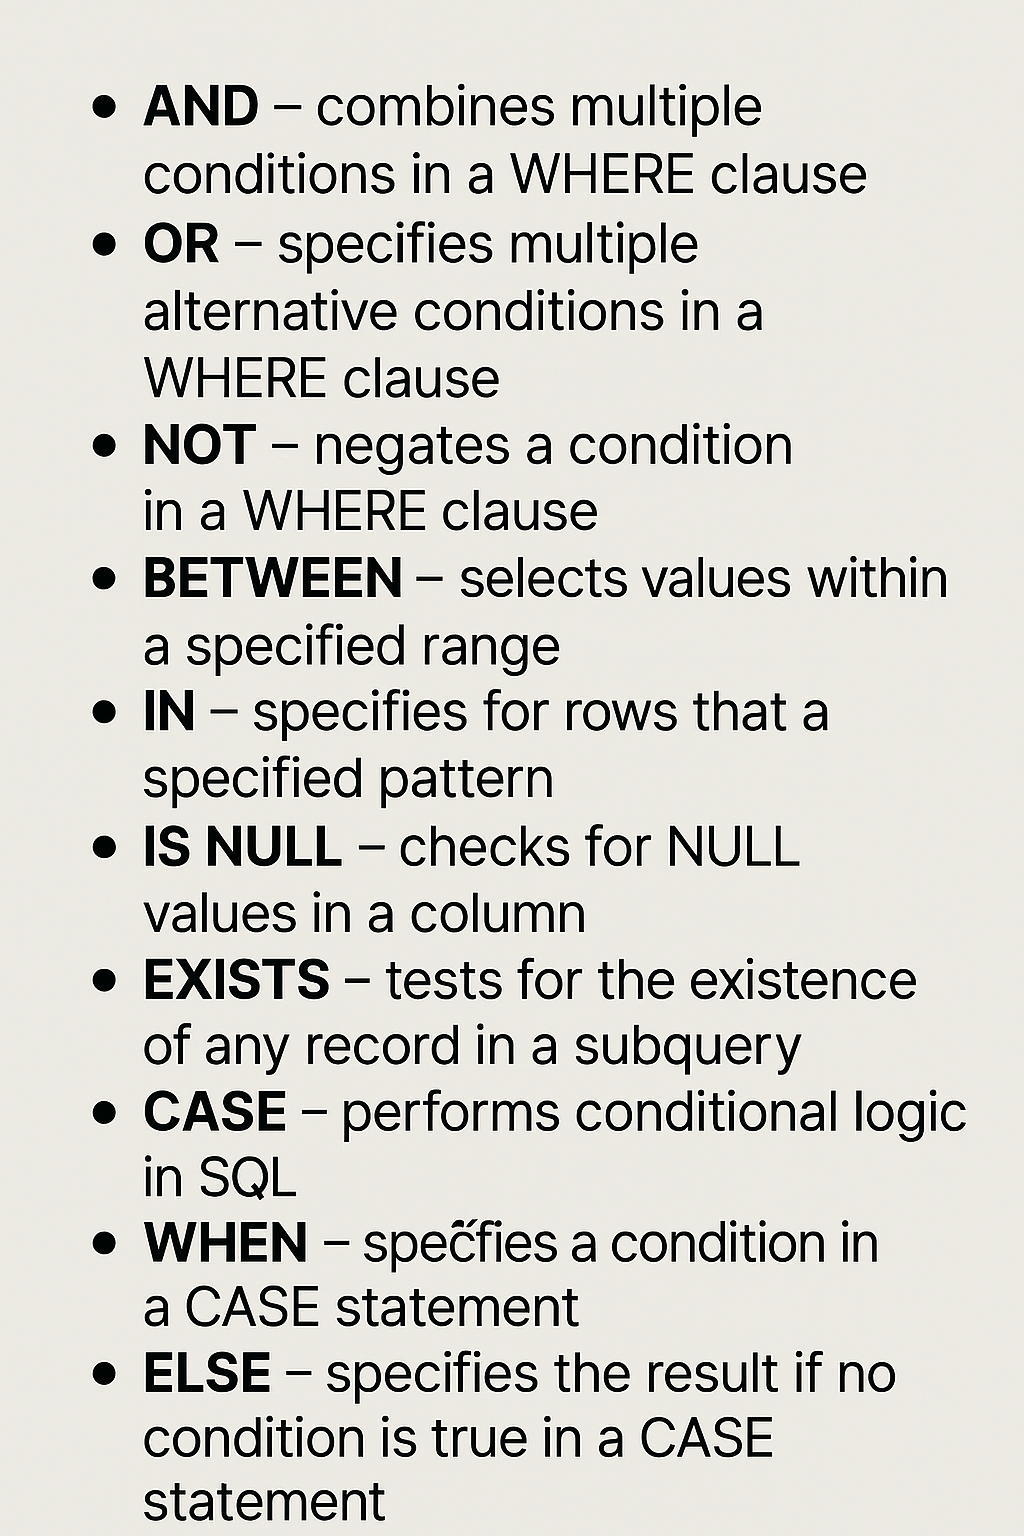 • AND – combines multiple
conditions in a WHERE clause
• OR – specifies multiple
alternative conditions in a
WHERE clause
• NOT – negates a condition
in a WHERE clause
• BETWEEN – selects values within
a specified range
• IN – specifies for rows that a
specified pattern
• IS NULL – checks for NULL
values in a column
• EXISTS – tests for the existence
of any record in a subquery
• CASE – performs conditional logic
in SQL
• WHEN – a condition in
a CASE statement
• ELSE – specifies the result if no
condition is true in a CASE
statement